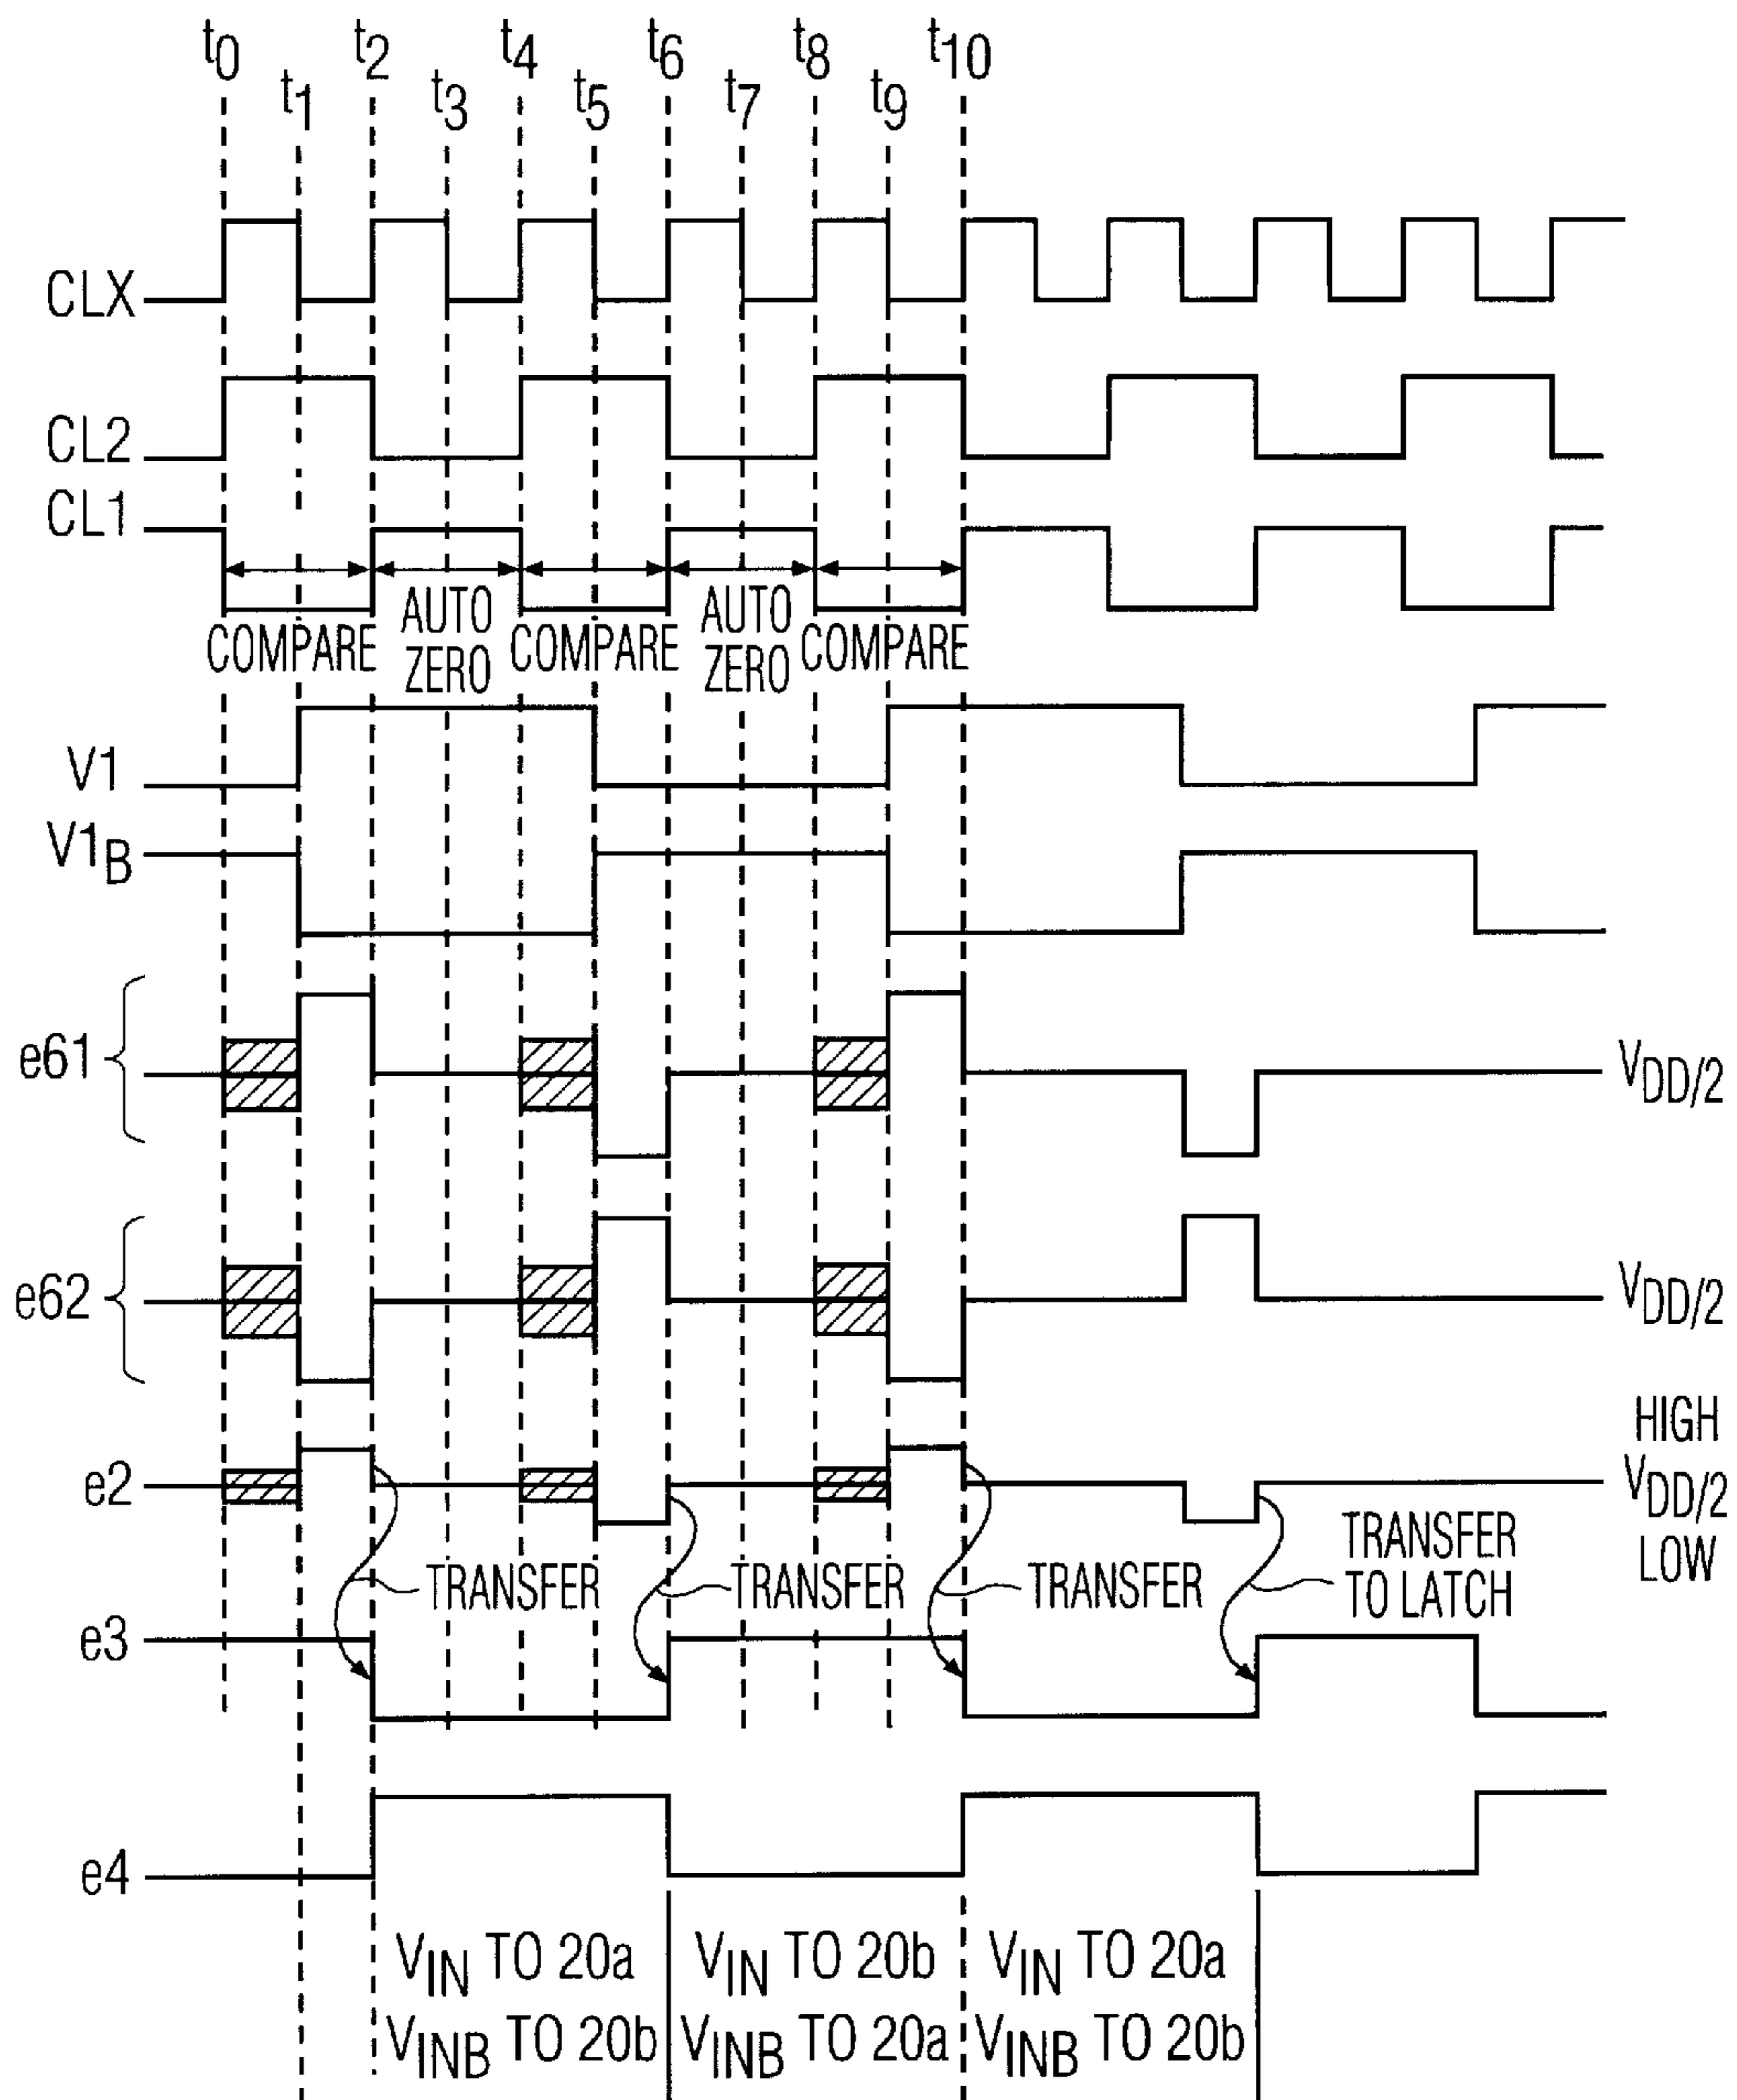 t0 t2 t4 t6 t8 t10
t1 t3 t5 t7 t9
CLX
CL2
CL1
COMPARE AUTO ZERO COMPARE AUTO ZERO COMPARE
V1
V1B
e61 VDD/2
e62 VDD/2
HIGH
e2 VDD/2
LOW
TRANSFER TRANSFER TRANSFER TRANSFER
TO LATCH
e3
e4
VIN TO 20a VIN TO 20b VIN TO 20a
VINB TO 20b VINB TO 20a VINB TO 20b